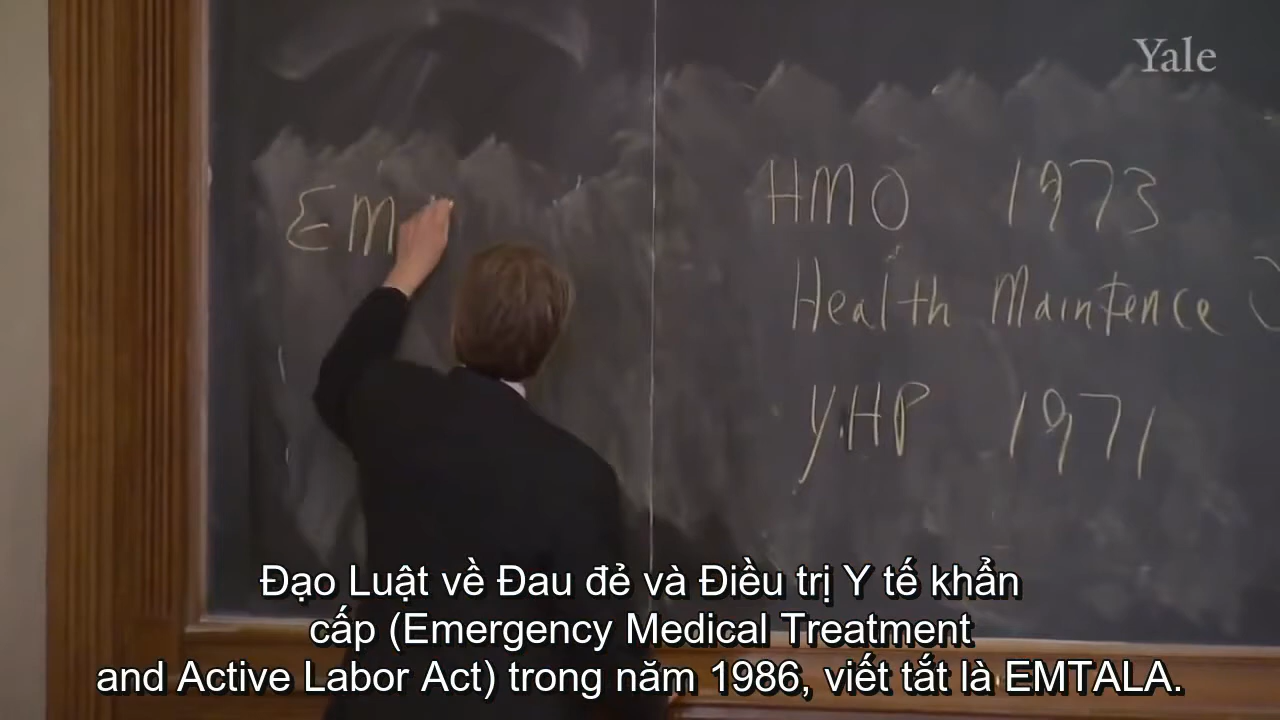 Yale
EM
HMO 1973
Health Maintence
YHP 1971
Đạo Luật về Đau đẻ và Điều trị Y tế khẩn
cấp (Emergency Medical Treatment
and Active Labor Act) trong năm 1986, viết tắt là EMTALA.